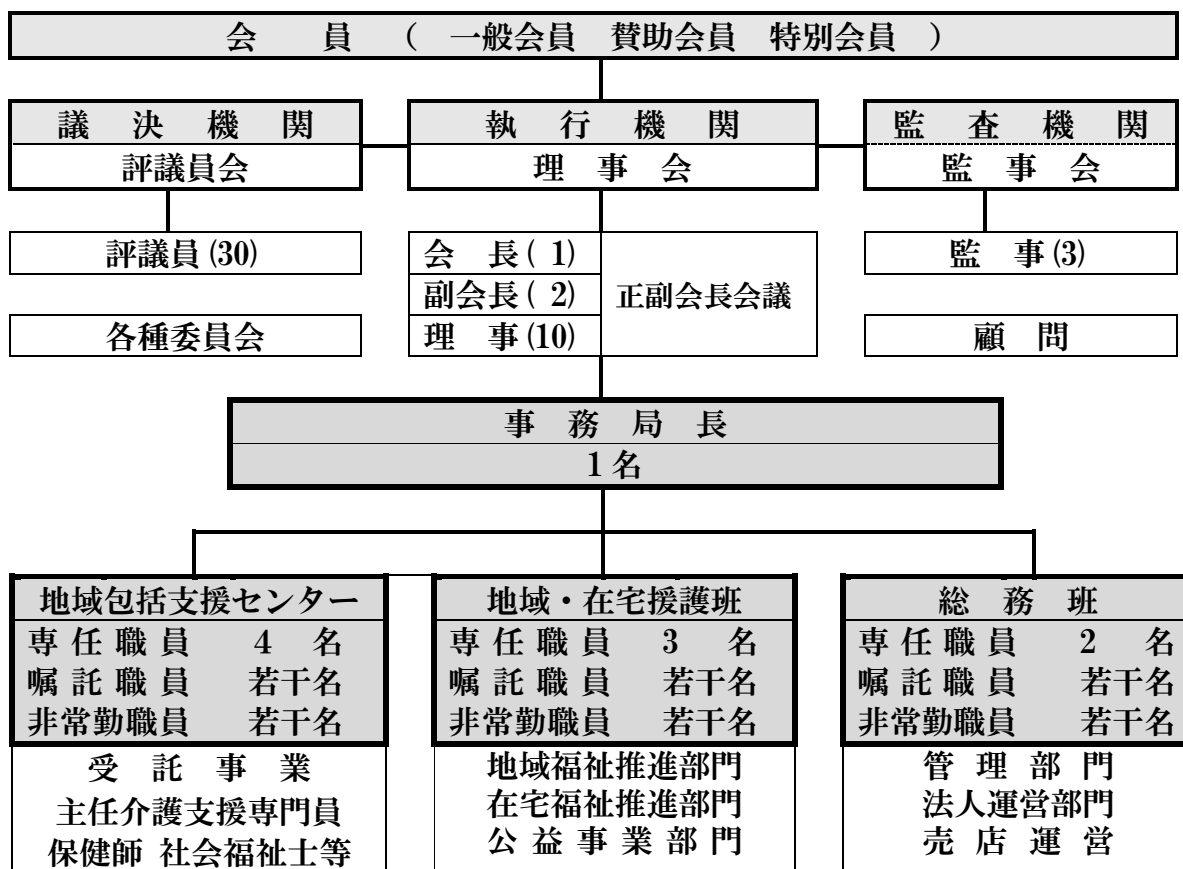 会 員 ( 一般会員 賛助会員 特別会員 )
議 決 機 関
評議員会
執 行 機 関
理 事 会
監 査 機 関
監 事 会
評議員 (30)
各種委員会
会 長 ( 1)
副会長 ( 2)
理 事 (10)
正副会長会議
監 事 (3)
顧 問
事 務 局 長
1 名
地域包括支援センター
専 任 職 員 4 名
嘱 託 職 員 若干名
非常勤職員 若干名
受 託 事 業
主任介護支援専門員
保健師 社会福祉士等
地域・在宅援護班
専 任 職 員 3 名
嘱 託 職 員 若干名
非常勤職員 若干名
地域福祉推進部門
在宅福祉推進部門
公 益 事 業 部 門
総 務 班
専 任 職 員 2 名
嘱 託 職 員 若干名
非常勤職員 若干名
管 理 部 門
法人運営部門
売 店 運 営